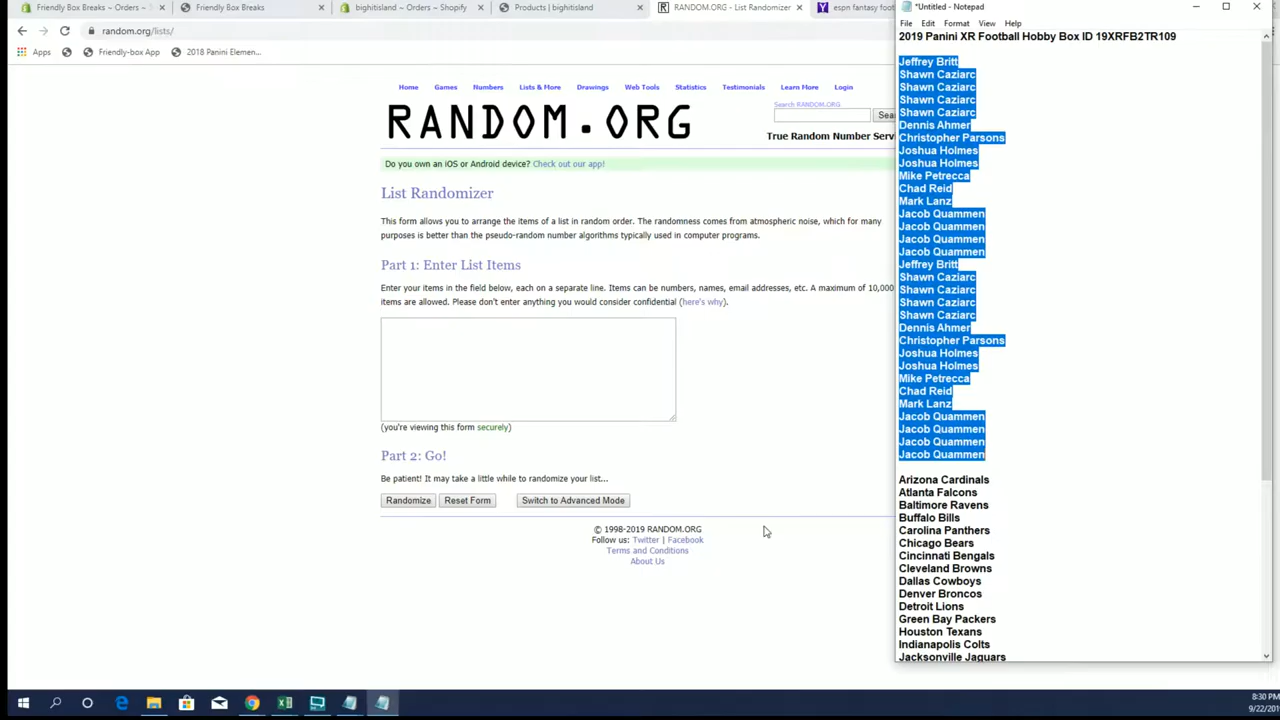 Friendly Box Breaks ~ Orders ~
Friendly Box Breaks
bighitisland ~ Orders ~ Shopify
Products | bighitisland
RANDOM.ORG - List Randomizer
espn fantasy foot
*Untitled - Notepad
random.org/lists/
File Edit Format View Help
Apps
Friendly-box App
2018 Panini Elemen...
2019 Panini XR Football Hobby Box ID 19XRFB2TR109
Jeffrey Britt
Shawn Caziarc
Shawn Caziarc
Shawn Caziarc
Shawn Caziarc
Dennis Ahmer
Christopher Parsons
Joshua Holmes
Joshua Holmes
Mike Petrecca
Chad Reid
Mark Lanz
Jacob Quammen
Jacob Quammen
Jacob Quammen
Jacob Quammen
Jeffrey Britt
Shawn Caziarc
Shawn Caziarc
Shawn Caziarc
Shawn Caziarc
Dennis Ahmer
Christopher Parsons
Joshua Holmes
Joshua Holmes
Mike Petrecca
Chad Reid
Mark Lanz
Jacob Quammen
Jacob Quammen
Jacob Quammen
Jacob Quammen
Arizona Cardinals
Atlanta Falcons
Baltimore Ravens
Buffalo Bills
Carolina Panthers
Chicago Bears
Cincinnati Bengals
Cleveland Browns
Dallas Cowboys
Denver Broncos
Detroit Lions
Green Bay Packers
Houston Texans
Indianapolis Colts
Jacksonville Jaguars
Home Games Numbers Lists & More Drawings Web Tools Statistics Testimonials Learn More Login
RANDOM.ORG
Search RANDOM.ORG
Sea
True Random Number Serv
Do you own an iOS or Android device? Check out our app!
List Randomizer
This form allows you to arrange the items of a list in random order. The randomness comes from atmospheric noise, which for many
purposes is better than the pseudo-random number algorithms typically used in computer programs.
Part 1: Enter List Items
Enter your items in the field below, each on a separate line. Items can be numbers, names, email addresses, etc. A maximum of 10,000
items are allowed. Please don't enter anything you would consider confidential (here's why).
(you're viewing this form securely)
Part 2: Go!
Be patient! It may take a little while to randomize your list...
Randomize
Reset Form
Switch to Advanced Mode
© 1998-2019 RANDOM.ORG
Follow us: Twitter | Facebook
Terms and Conditions
About Us
8:30 PM
9/22/201